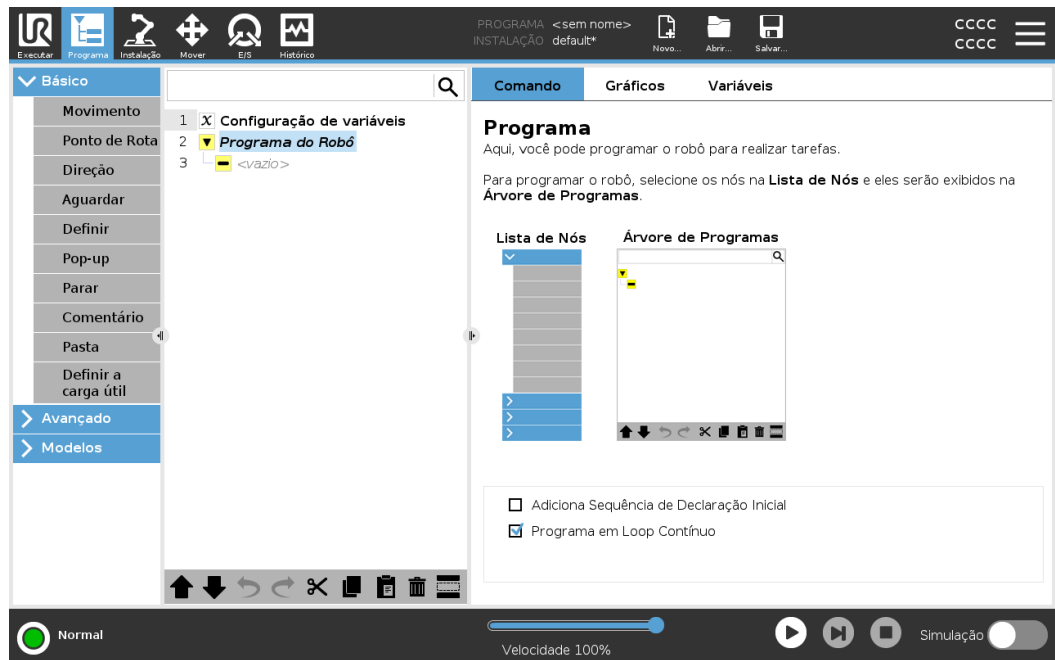 Executar
Programa
Instalação
Mover
E/S
Histórico
PROGRAMA <sem nome>
INSTALAÇÃO default*
Novo...
Abrir...
Salvar...
CCCC
CCCC
Básico
Movimento
Ponto de Rota
Direção
Aguardar
Definir
Pop-up
Parar
Comentário
Pasta
Definir a
carga útil
Avançado
Modelos
1 X Configuração de variáveis
2 Programa do Robô
3 <vazio>
Comando
Gráficos
Variáveis
Programa
Aqui, você pode programar o robô para realizar tarefas.
Para programar o robô, selecione os nós na Lista de Nós e eles serão exibidos na
Árvore de Programas.
Lista de Nós
Árvore de Programas
Adiciona Sequência de Declaração Inicial
Programa em Loop Contínuo
Normal
Velocidade 100%
Simulação